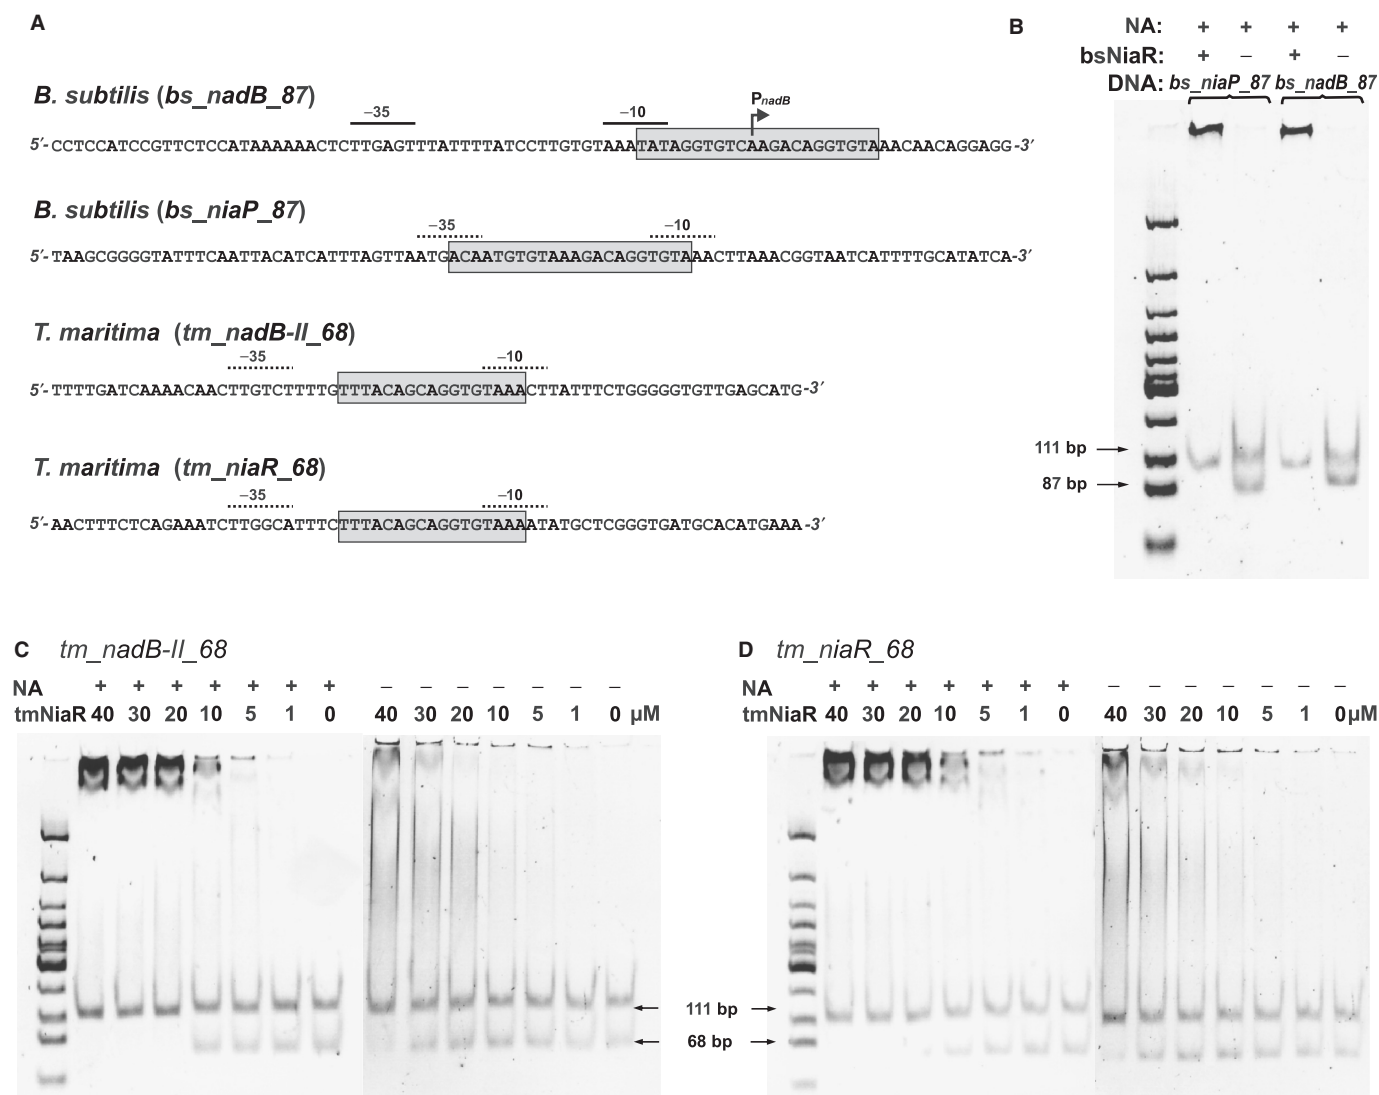 A
B. subtilis (bs_nadB_87)
–35 –10 PnadB
5′-CCTCCATCCGTTCTCCATAAAAAACTCTTGAGTTTATTTTATCCTTGTGTAAATATAGGTGTCAAGACAGGTGTAAACAACAGGAGG-3′
B. subtilis (bs_niaP_87)
–35 –10
5′-TAAGCGGGGTATTTCAATTACATCATTTAGTTAATGACAATGTGTAAAGACAGGTGTAAACTTAAACGGTAATCATTTTGCATATCA-3′
T. maritima (tm_nadB-II_68)
–35 –10
5′-TTTTGATCAAAACAACTTGTCTTTTGTTTACAGCAGGTGTAAACTTATTTCTGGGGGTGTTGAGCATG-3′
T. maritima (tm_niaR_68)
–35 –10
5′-AACTTTCTCAGAAATCTTGGCATTTCTTTACAGCAGGTGTAAAATATGCTCGGGTGATGCACATGAAA-3′
B
NA: + + + +
bsNiaR: + – + –
DNA: bs_niaP_87 bs_nadB_87
111 bp
87 bp
C tm_nadB-II_68
NA + + + + + + + – – – – – – –
tmNiaR 40 30 20 10 5 1 0 40 30 20 10 5 1 0 µM
D tm_niaR_68
NA + + + + + + + – – – – – – –
tmNiaR 40 30 20 10 5 1 0 40 30 20 10 5 1 0µM
111 bp
68 bp